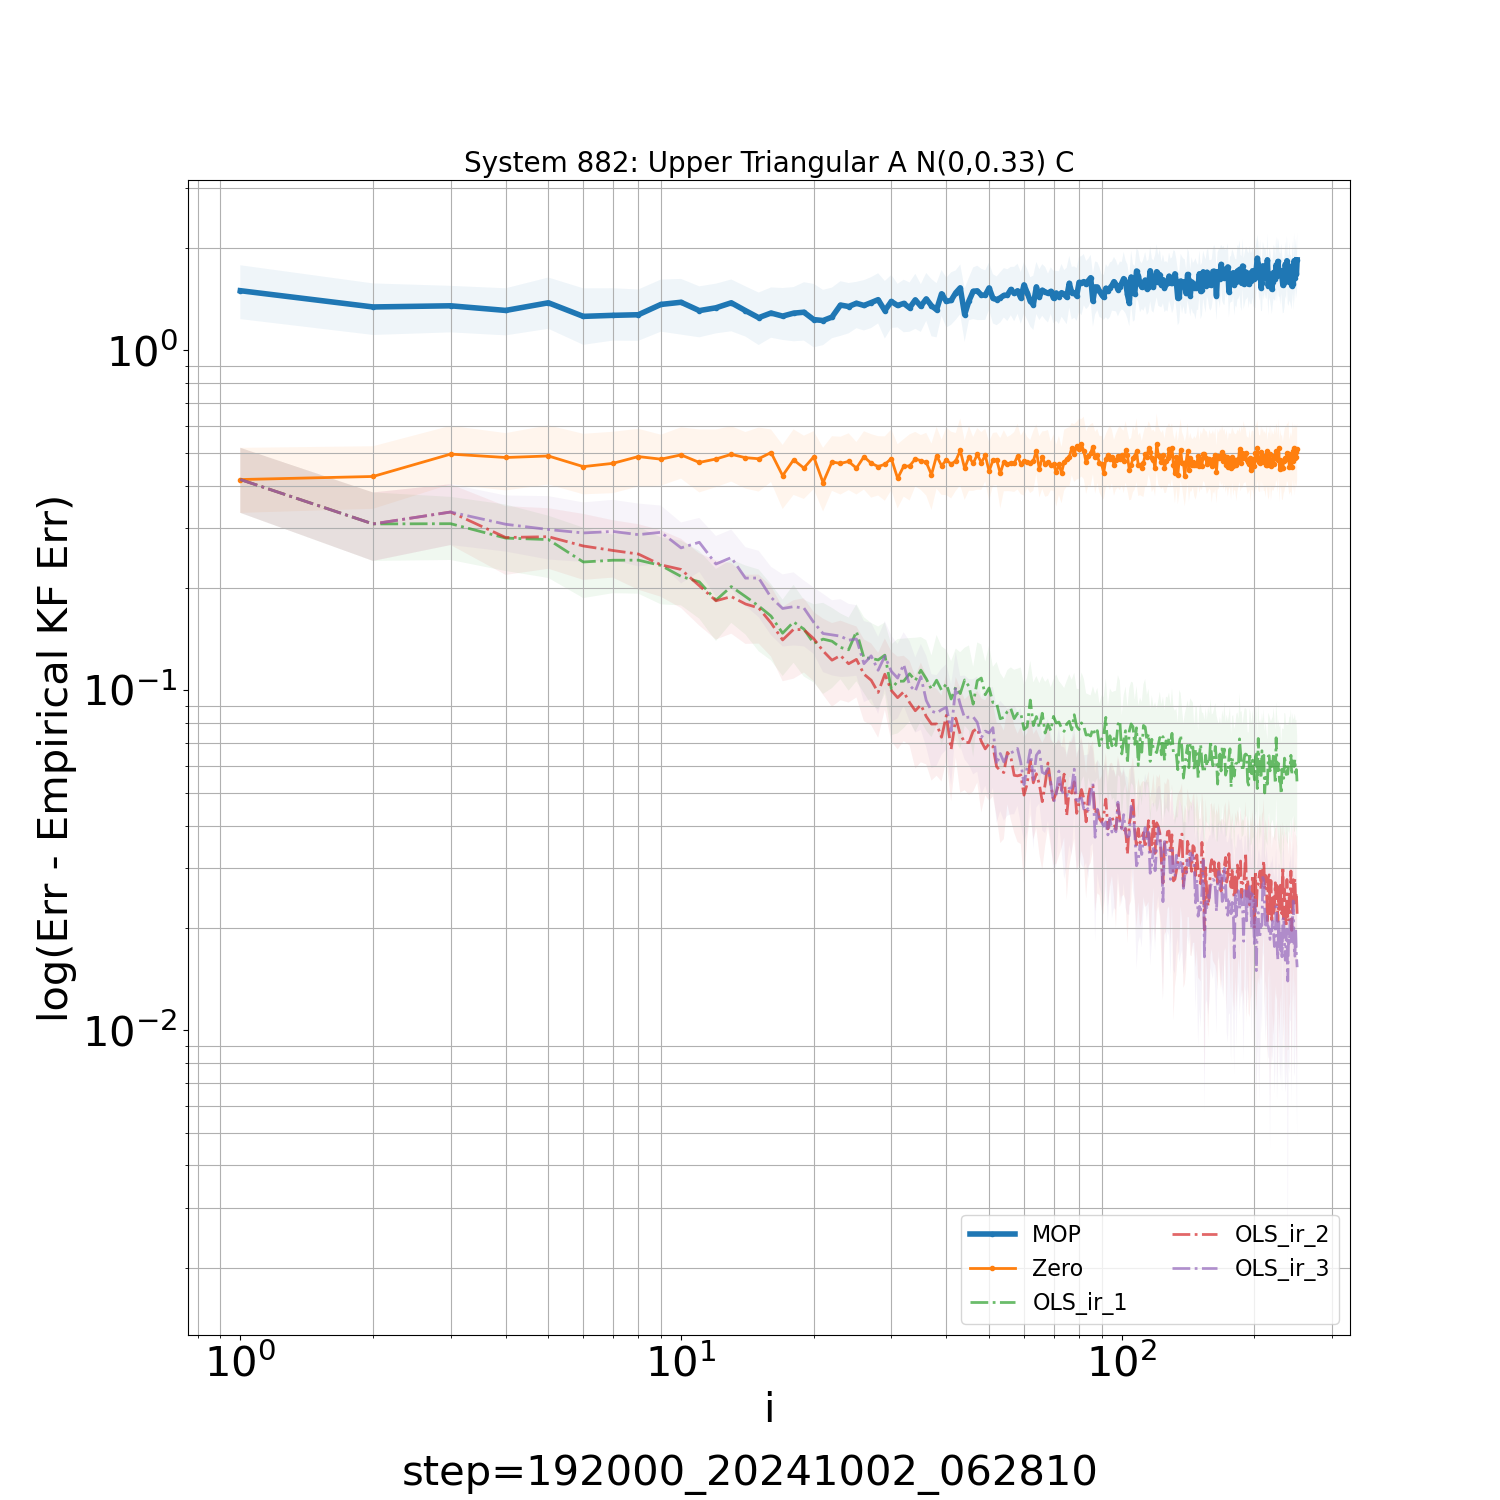 System 882: Upper Triangular A N(0,0.33) C
log(Err - Empirical KF Err)
10⁰
10⁻¹
10⁻²
MOP
Zero
OLS_ir_1
OLS_ir_2
OLS_ir_3
10⁰ 10¹ 10²
i
step=192000_20241002_062810